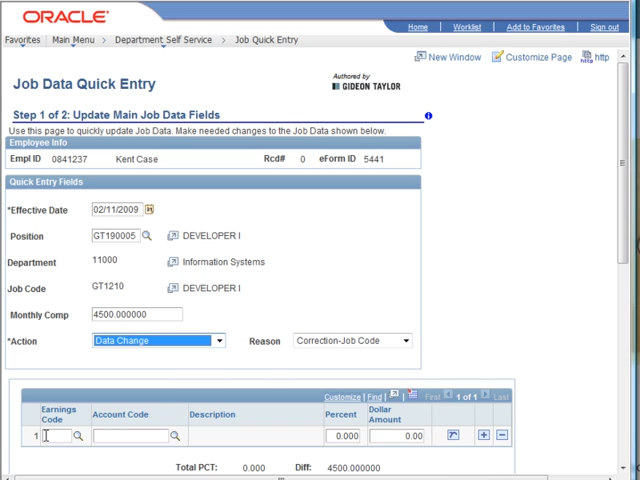 ORACLE
Home Worklist Add to Favorites Sign out
Favorites Main Menu > Department Self Service > Job Quick Entry
New Window Customize Page http
Job Data Quick Entry
Authored by
GIDEON TAYLOR
Step 1 of 2: Update Main Job Data Fields
Use this page to quickly update Job Data. Make needed changes to the Job Data shown below.
Employee Info
Empl ID 0841237 Kent Case Rcd# 0 eForm ID 5441
Quick Entry Fields
*Effective Date 02/11/2009
Position GT190005 DEVELOPER I
Department 11000 Information Systems
Job Code GT1210 DEVELOPER I
Monthly Comp 4500.000000
*Action Data Change Reason Correction-Job Code
Customize | Find | | First 1 of 1 Last
Earnings Code Account Code Description Percent Dollar Amount
1 0.000 0.00
Total PCT: 0.000 Diff: 4500.000000